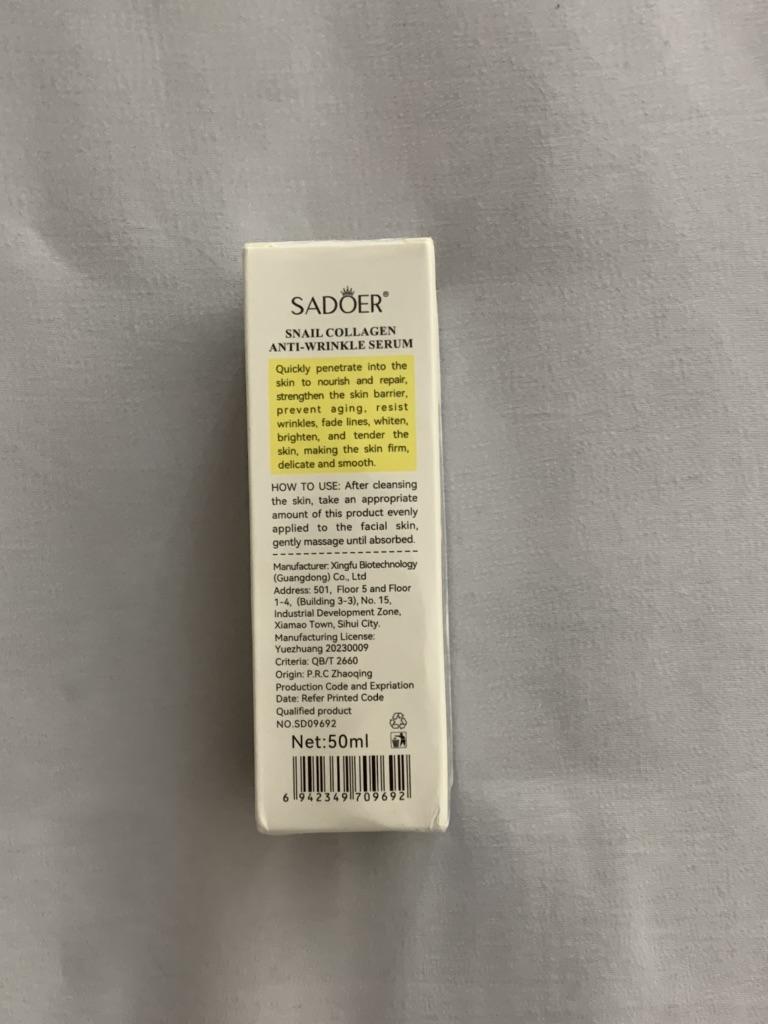 SADOER®
SNAIL COLLAGEN
ANTI-WRINKLE SERUM
Quickly penetrate into the
skin to nourish and repair,
strengthen the skin barrier,
prevent aging, resist
wrinkles, fade lines, whiten,
brighten, and tender the
skin, making the skin firm,
delicate and smooth.
HOW TO USE: After cleansing
the skin, take an appropriate
amount of this product evenly
applied to the facial skin,
gently massage until absorbed.
Manufacturer: Xingfu Biotechnology
(Guangdong) Co., Ltd
Address: 501, Floor 5 and Floor
1-4, (Building 3-3), No. 15,
Industrial Development Zone,
Xiamao Town, Sihui City.
Manufacturing License:
Yuezhuang 20230009
Criteria: QB/T 2660
Origin: P.R.C Zhaoqing
Production Code and Expriation
Date: Refer Printed Code
Qualified product
NO.SD09692
Net:50ml
6 942349 709692